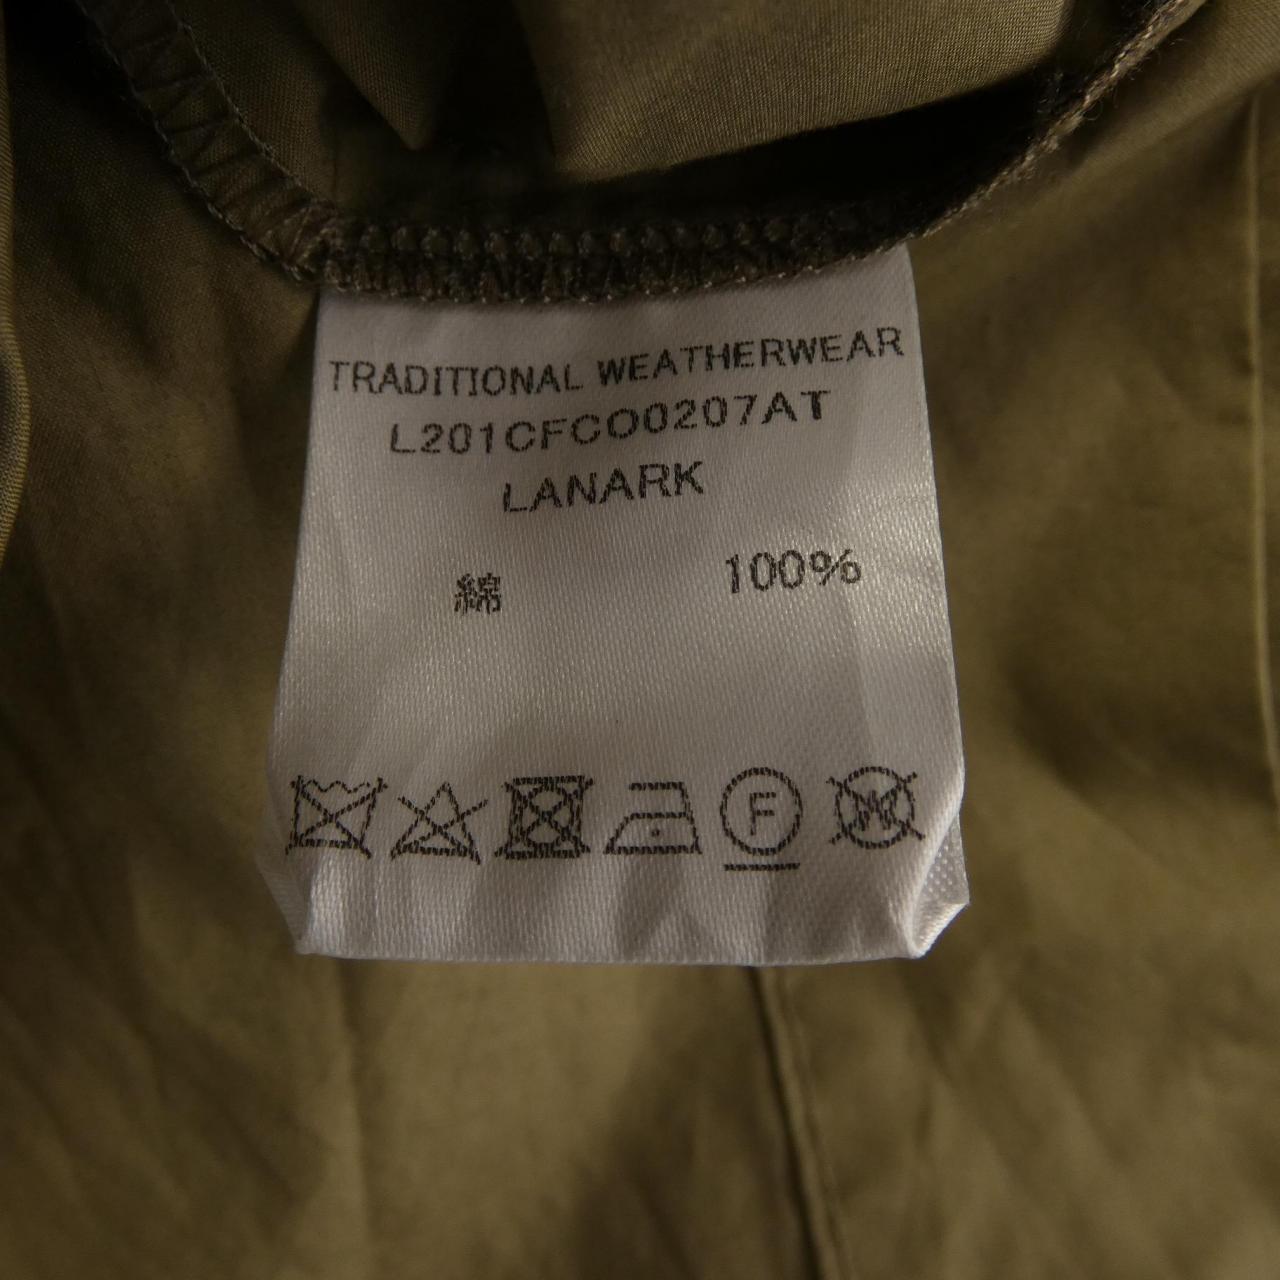 TRADITIONAL WEATHERWEAR
L201CFCO0207AT
LANARK
綿 100%
F
W